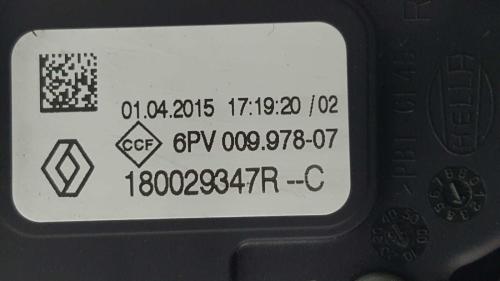 01.04.2015 17:19:20/02
CCF 6PV 009.978-07
180029347R--C
HELLA